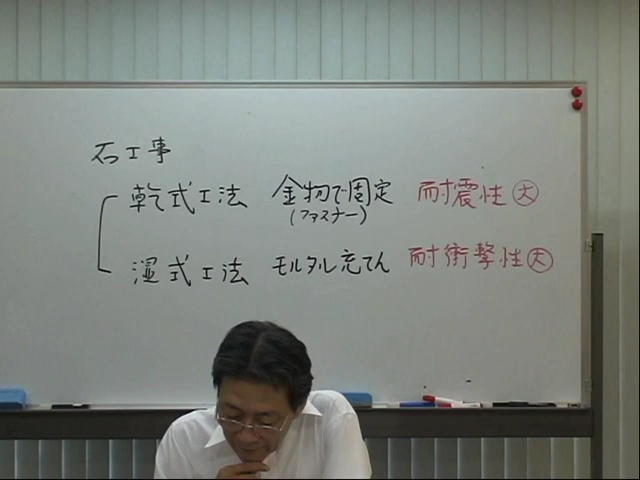 石工事
乾式工法 金物で固定 耐震性 大
(ファスナー)
湿式工法 モルタル充てん 耐衝撃性 大